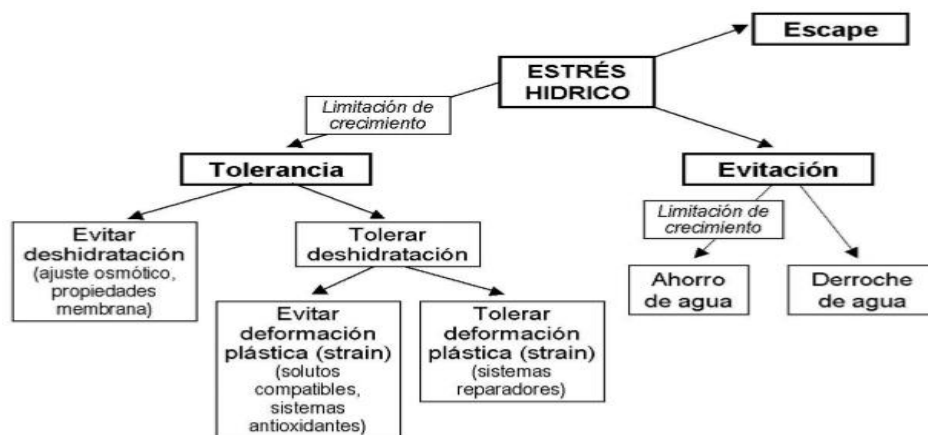 Escape
ESTRÉS
HIDRICO
Limitación de
crecimiento
Tolerancia
Evitación
Evitar
deshidratación
(ajuste osmótico,
propiedades
membrana)
Tolerar
deshidratación
Limitación de
crecimiento
Ahorro
de agua
Derroche
de agua
Evitar
deformación
plástica (strain)
(solutos
compatibles,
sistemas
antioxidantes)
Tolerar
deformación
plástica (strain)
(sistemas
reparadores)